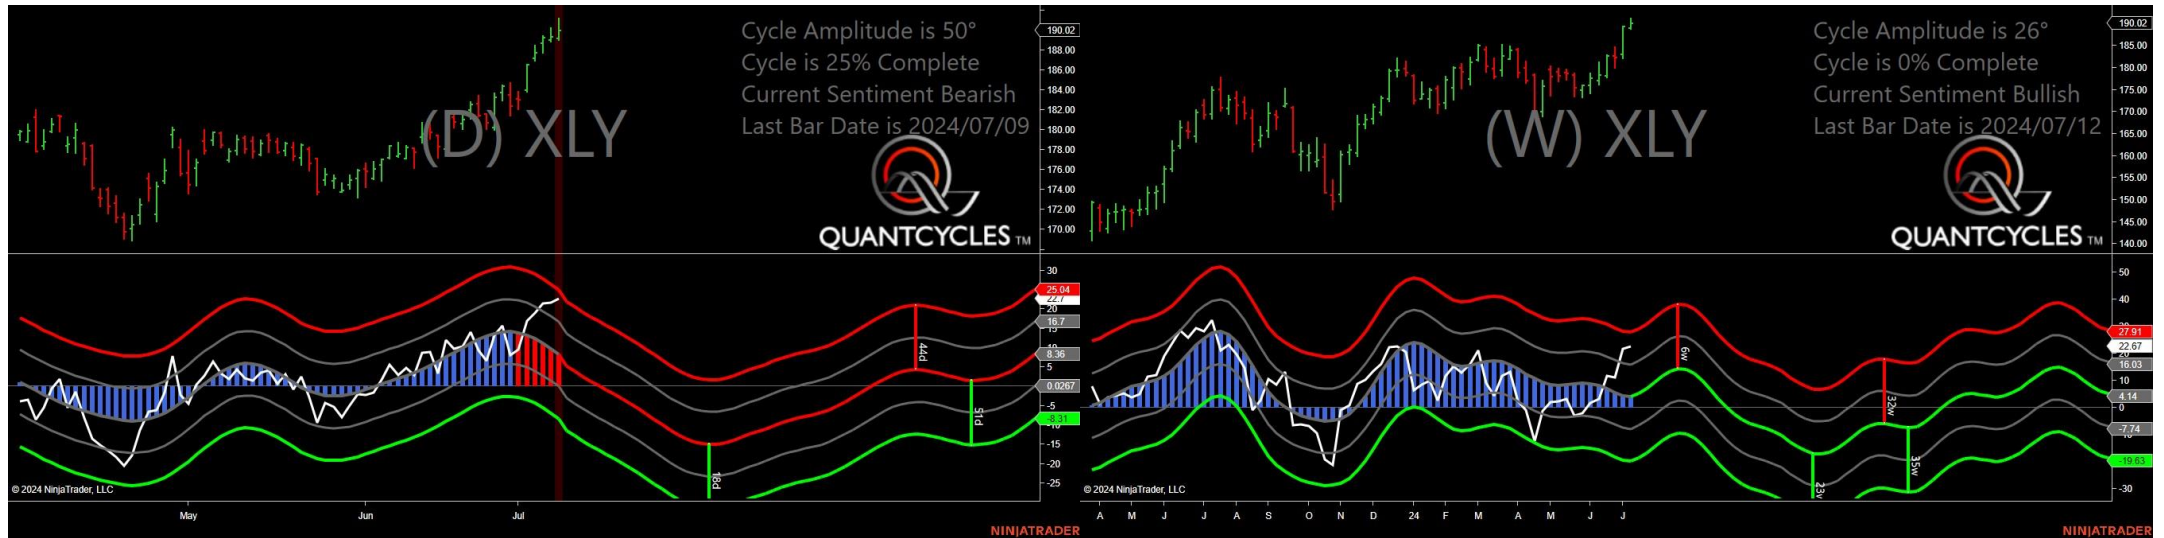 Cycle Amplitude is 50°
Cycle is 25% Complete
Current Sentiment Bearish
Last Bar Date is 2024/07/09
(D) XLY
QUANTCYCLES TM
190.02
188.00
186.00
184.00
182.00
180.00
178.00
176.00
174.00
172.00
170.00
30
25.04
22.7
20
16.7
15
8.36
5
0.0267
-5
-8.31
-15
-20
-25
44d
51d
18d
© 2024 NinjaTrader, LLC
May Jun Jul
NINJATRADER
Cycle Amplitude is 26°
Cycle is 0% Complete
Current Sentiment Bullish
Last Bar Date is 2024/07/12
(W) XLY
QUANTCYCLES TM
190.02
185.00
180.00
175.00
170.00
165.00
160.00
155.00
150.00
145.00
140.00
50
40
27.91
22.67
20
16.03
10
4.14
0
-7.74
-19.63
-30
6w
32w
23w
35w
© 2024 NinjaTrader, LLC
A M J J A S O N D 24 F M A M J J
NINJATRADER